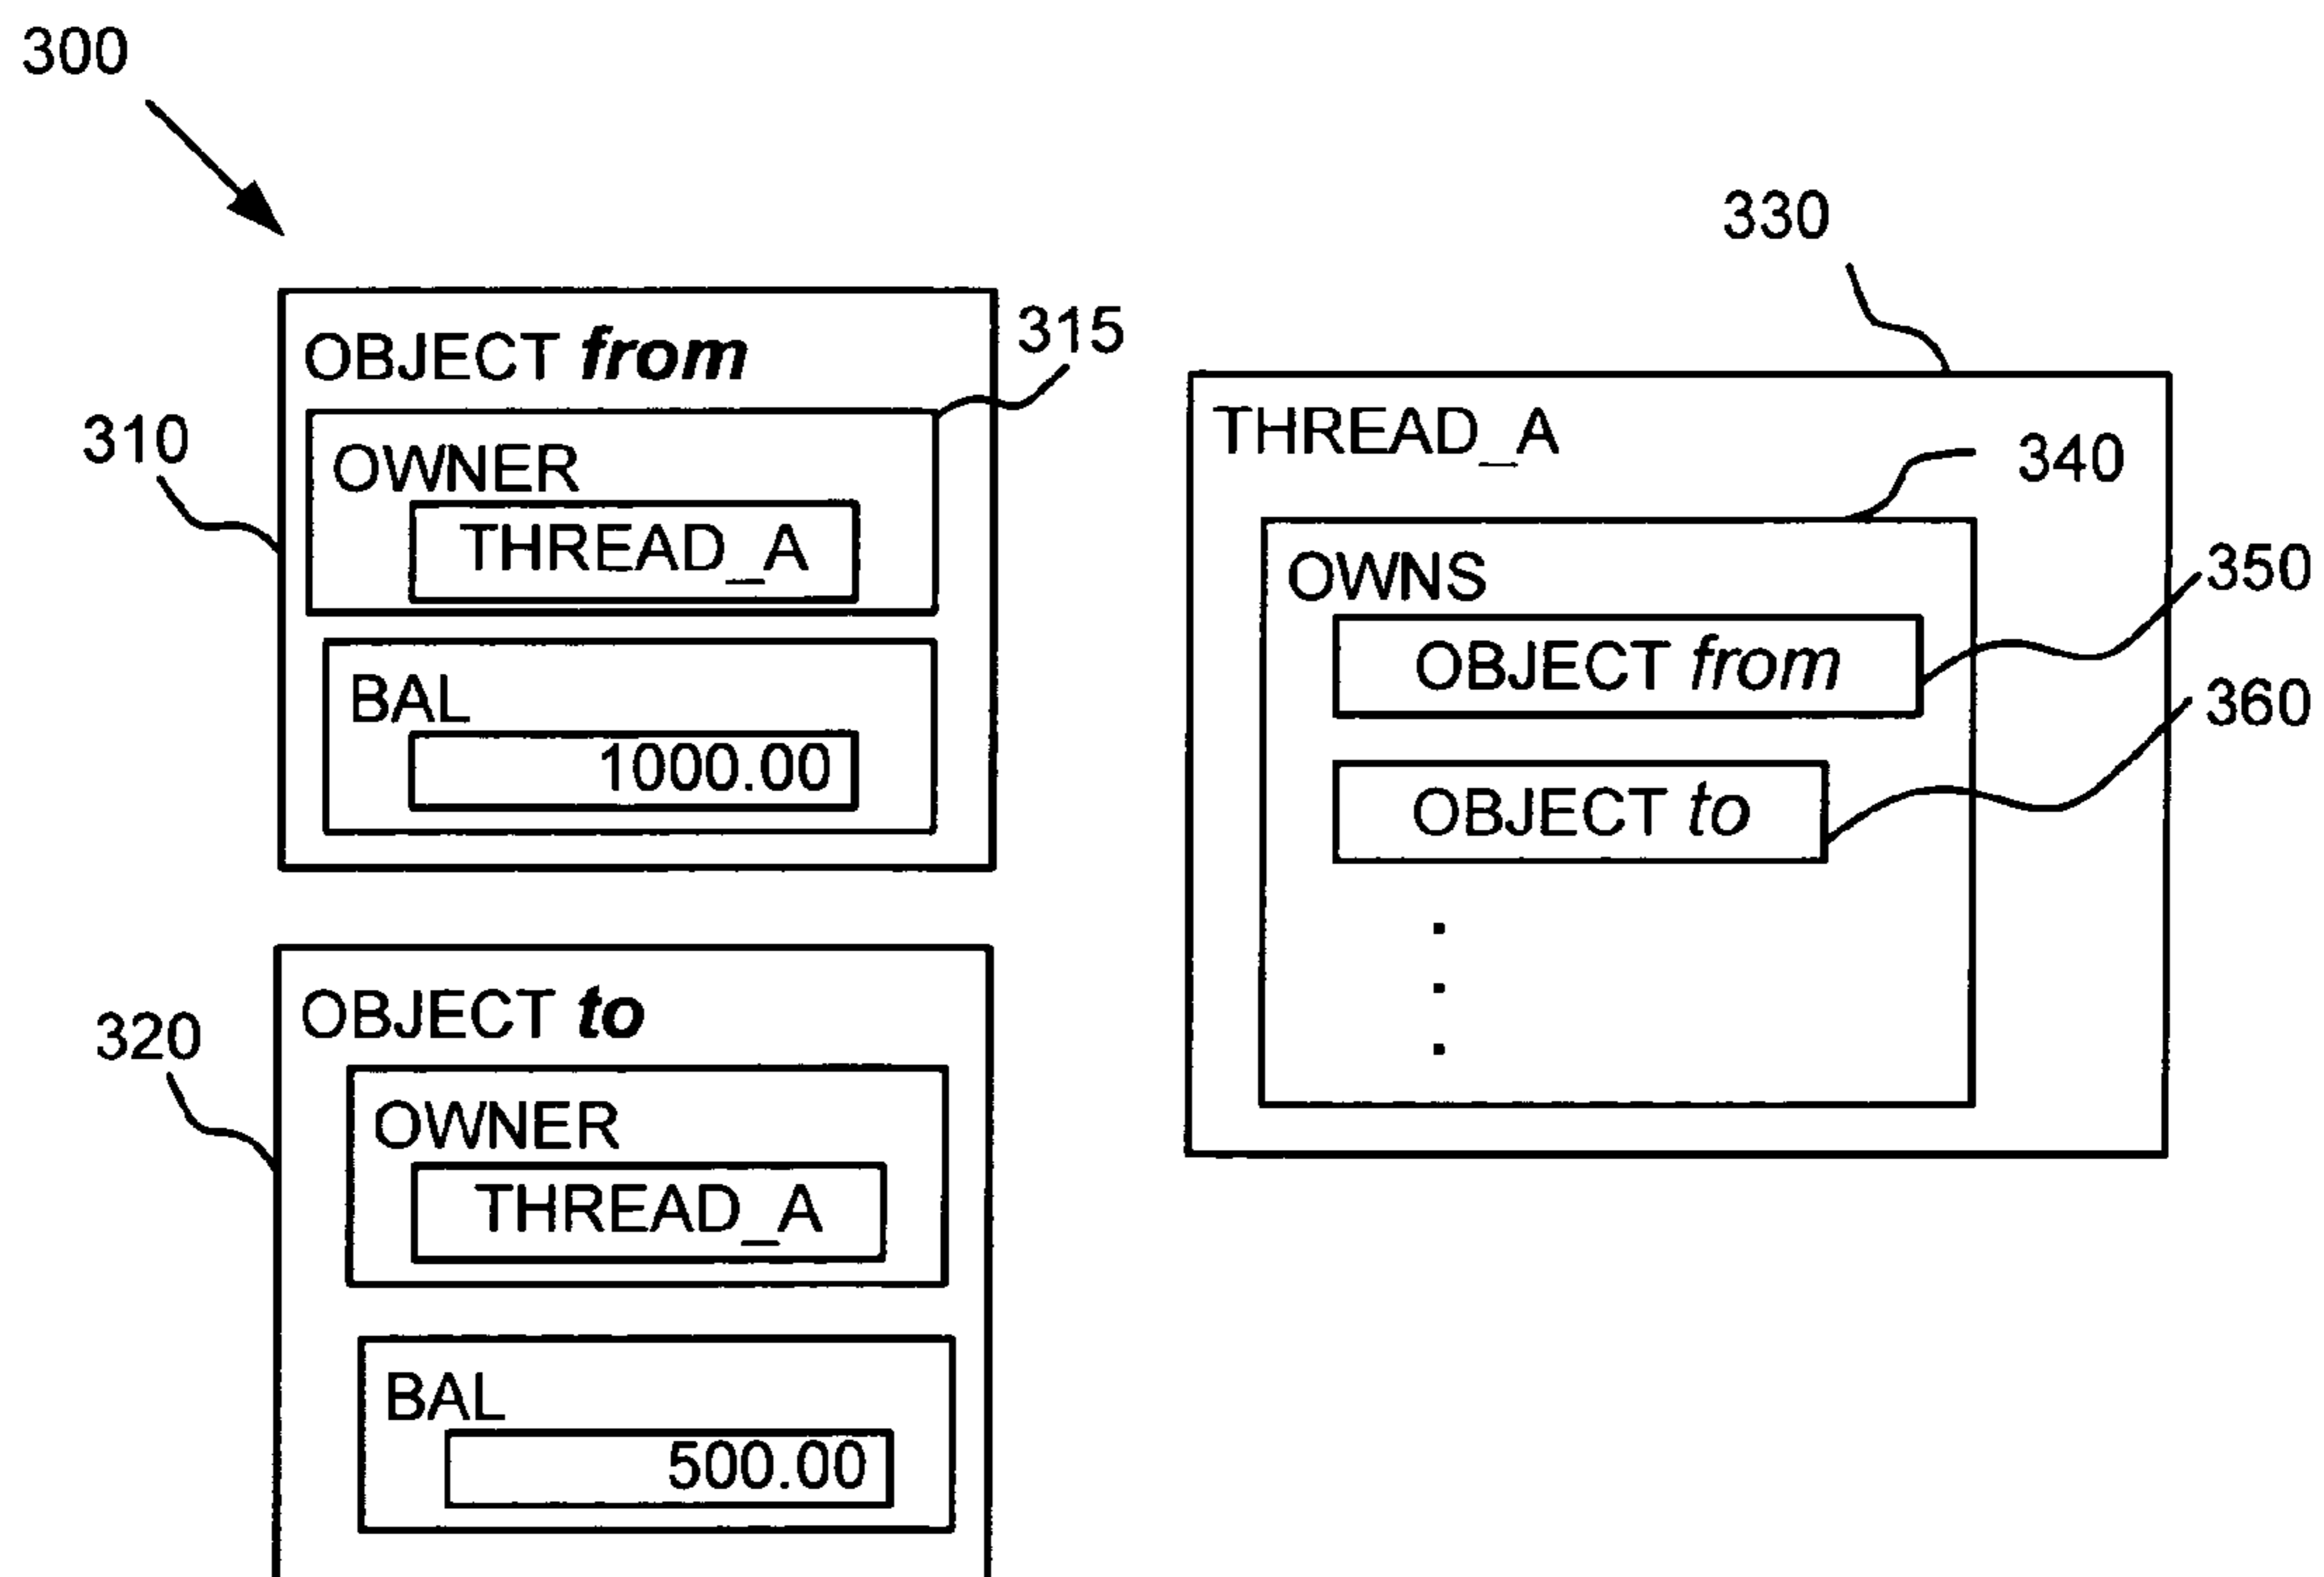 300
OBJECT from
315
310
OWNER
THREAD_A
BAL
1000.00
OBJECT to
320
OWNER
THREAD_A
BAL
500.00
330
THREAD_A
340
OWNS
350
OBJECT from
360
OBJECT to